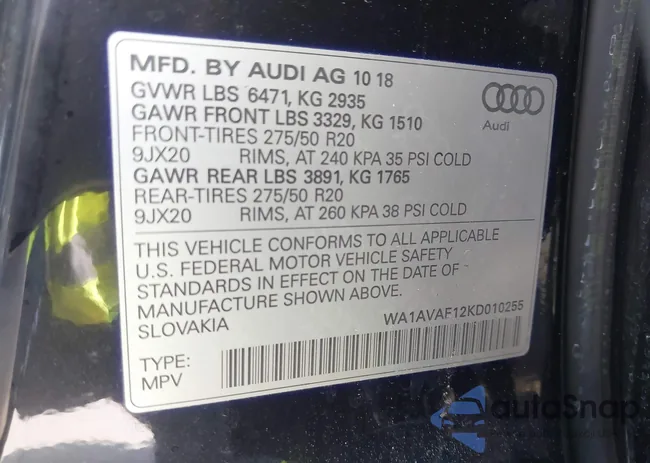 MFD. BY AUDI AG 10 18
GVWR LBS 6471, KG 2935
GAWR FRONT LBS 3329, KG 1510
FRONT-TIRES 275/50 R20
9JX20 RIMS, AT 240 KPA 35 PSI COLD
GAWR REAR LBS 3891, KG 1765
REAR-TIRES 275/50 R20
9JX20 RIMS, AT 260 KPA 38 PSI COLD
Audi
THIS VEHICLE CONFORMS TO ALL APPLICABLE
U.S. FEDERAL MOTOR VEHICLE SAFETY
STANDARDS IN EFFECT ON THE DATE OF
MANUFACTURE SHOWN ABOVE.
SLOVAKIA
WA1AVAF12KD010255
TYPE:
MPV
autoSnap